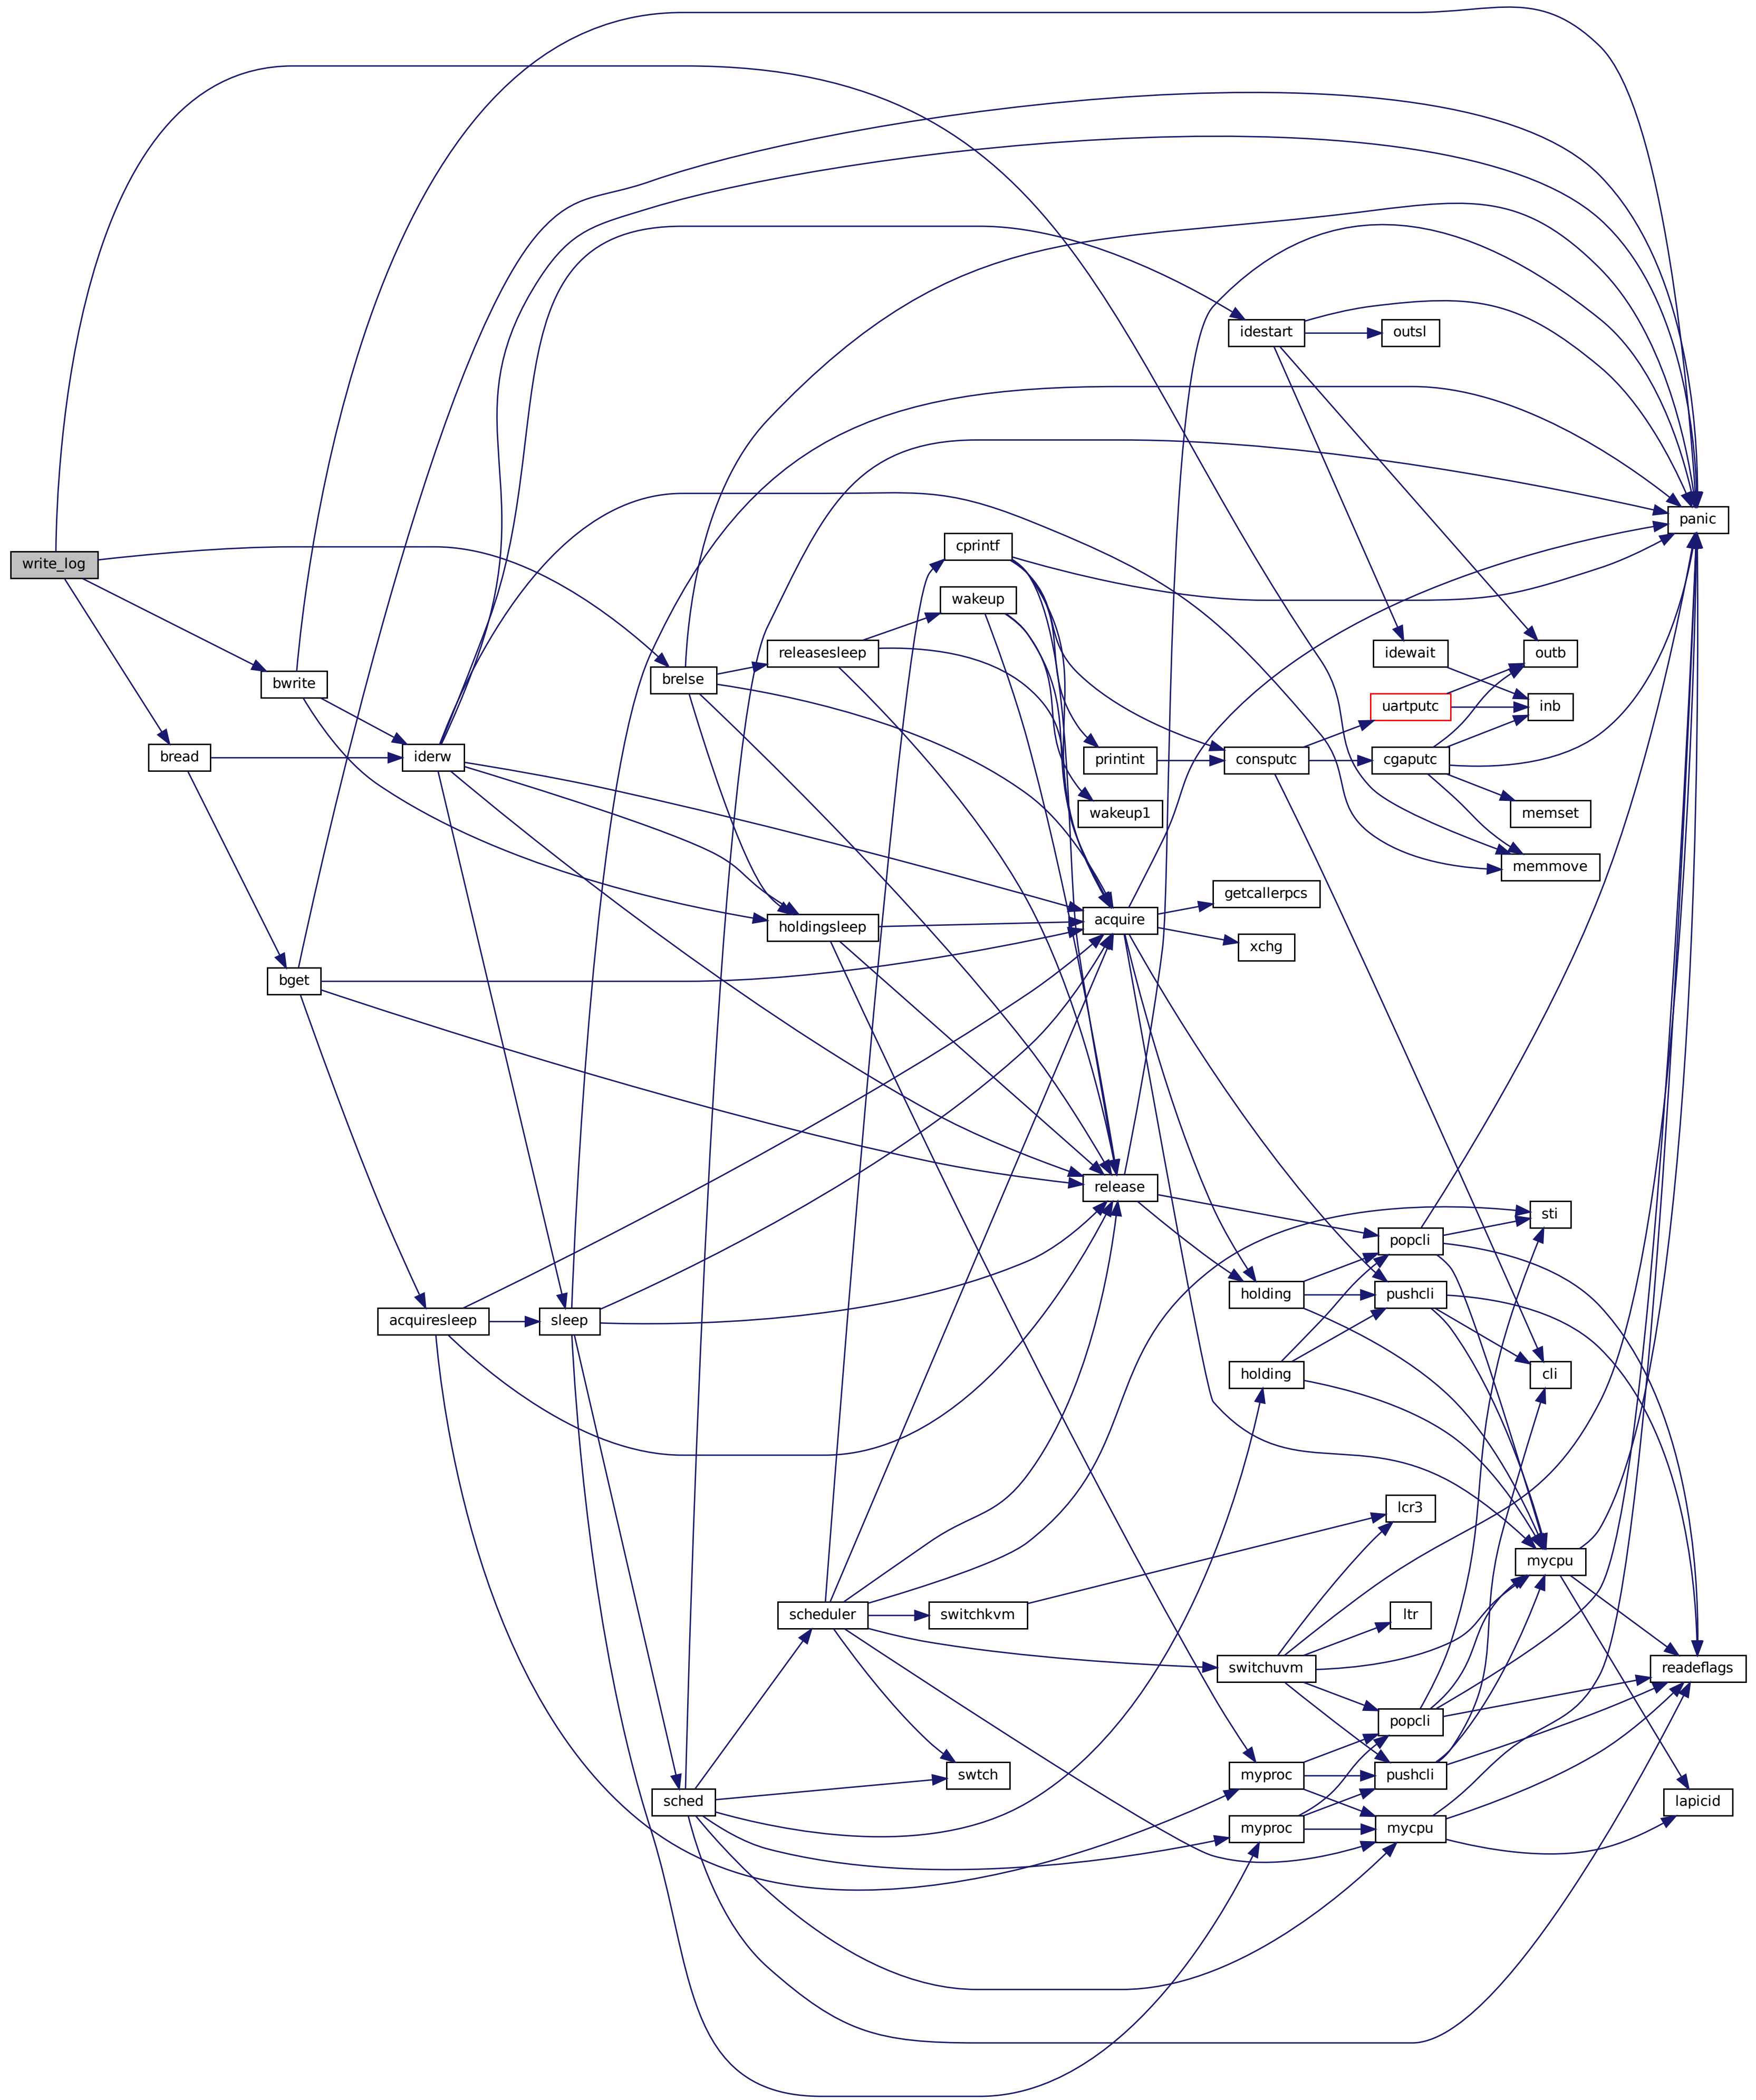 write_log
bread
bwrite
bget
iderw
acquiresleep
sleep
brelse
sched
releasesleep
holdingsleep
scheduler
cprintf
wakeup
switchkvm
swtch
printint
wakeup1
acquire
release
idestart
consputc
getcallerpcs
xchg
holding
holding
switchuvm
myproc
myproc
outsl
idewait
uartputc
cgaputc
popcli
pushcli
lcr3
ltr
popcli
pushcli
mycpu
outb
inb
memset
memmove
sti
cli
mycpu
panic
readeflags
lapicid